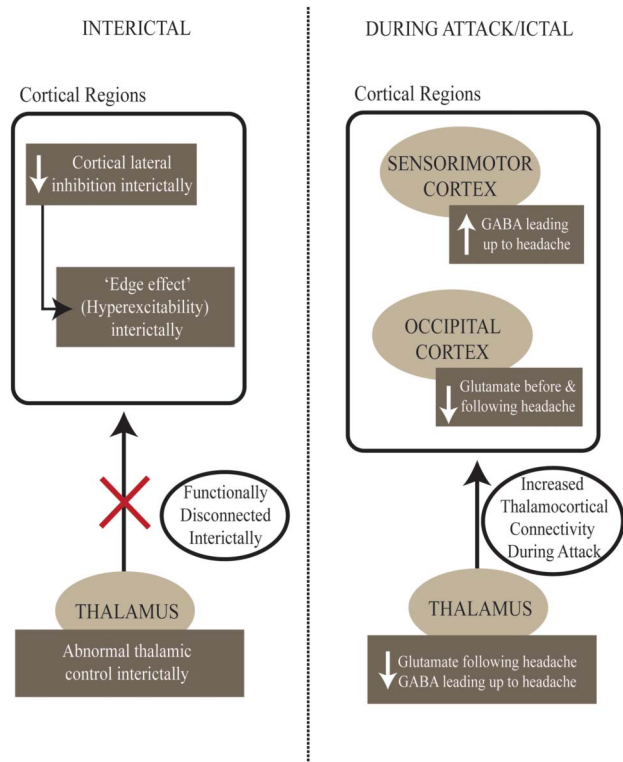 INTERICTAL
Cortical Regions
Cortical lateral
inhibition interictally
'Edge effect'
(Hyperexcitability)
interictally
Functionally
Disconnected
Interictally
THALAMUS
Abnormal thalamic
control interictally
DURING ATTACK/ICTAL
Cortical Regions
SENSORIMOTOR
CORTEX
GABA leading
up to headache
OCCIPITAL
CORTEX
Glutamate before &
following headache
Increased
Thalamocortical
Connectivity
During Attack
THALAMUS
Glutamate following headache
GABA leading up to headache